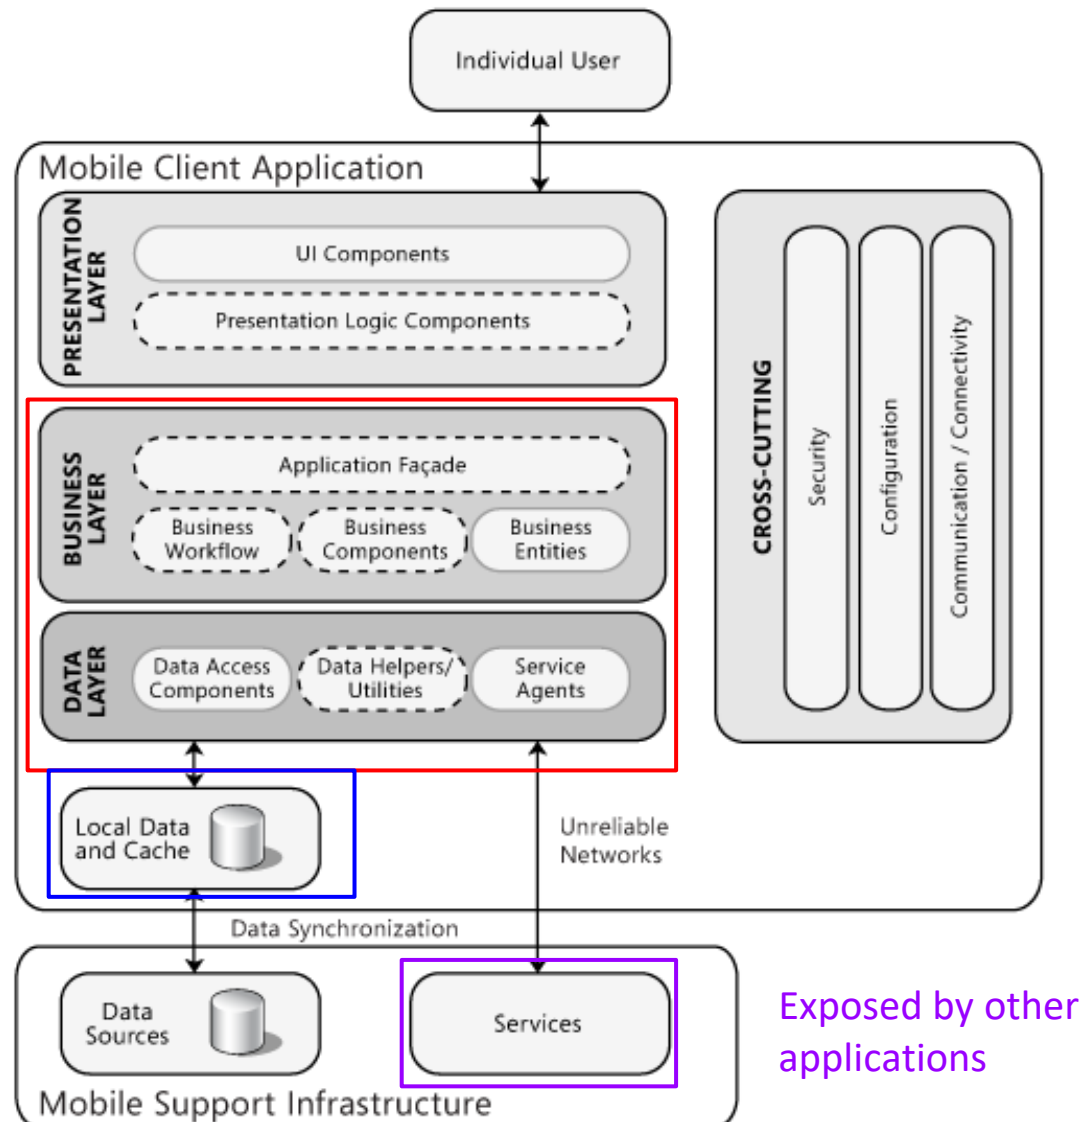 Individual User
Mobile Client Application
PRESENTATION
LAYER
UI Components
Presentation Logic Components
BUSINESS
LAYER
Application Façade
Business
Workflow
Business
Components
Business
Entities
DATA
LAYER
Data Access
Components
Data Helpers/
Utilities
Service
Agents
CROSS-CUTTING
Security
Configuration
Communication / Connectivity
Local Data
and Cache
Unreliable
Networks
Data Synchronization
Data
Sources
Services
Exposed by other
applications
Mobile Support Infrastructure